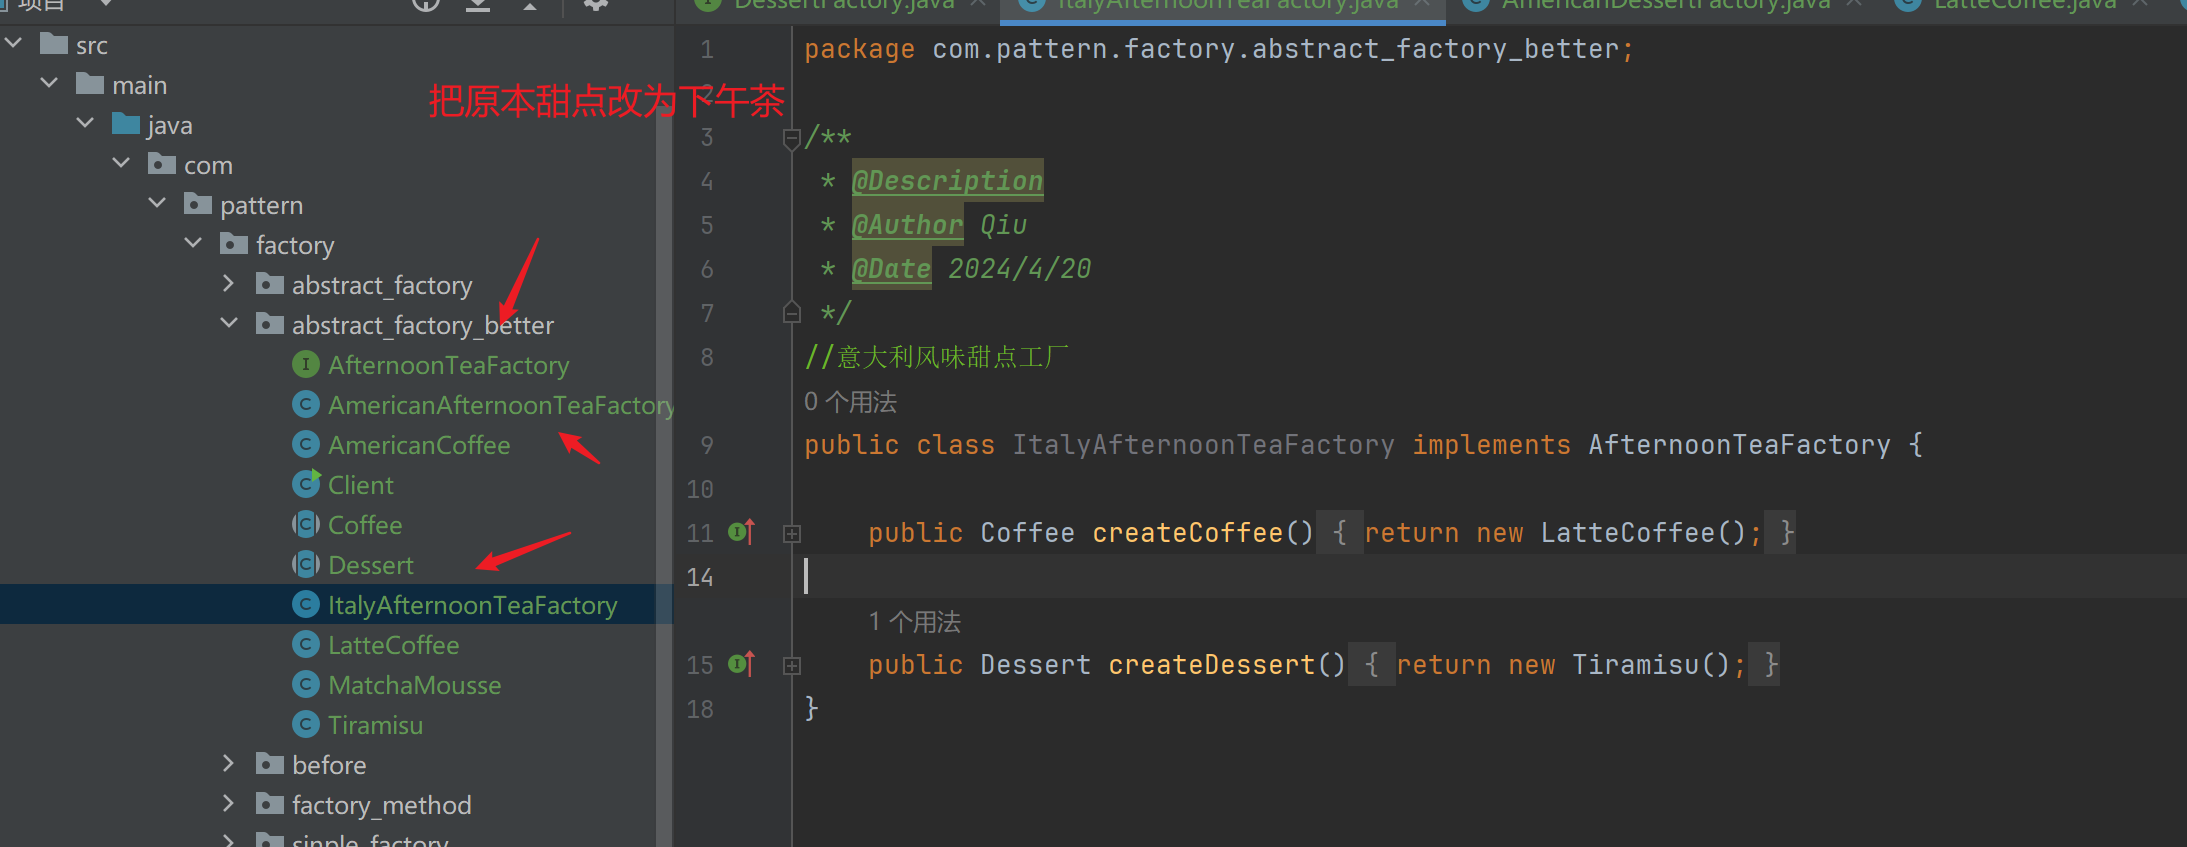 项目
DessertFactory.java
ItalyAfternoonTeaFactory.java
AmericanDessertFactory.java
LatteCoffee.java
src
main
java
com
pattern
factory
abstract_factory
abstract_factory_better
AfternoonTeaFactory
AmericanAfternoonTeaFactory
AmericanCoffee
Client
Coffee
Dessert
ItalyAfternoonTeaFactory
LatteCoffee
MatchaMousse
Tiramisu
before
factory_method
sinple_factory
把原本甜点改为下午茶
1 package com.pattern.factory.abstract_factory_better;
2
3 /**
4 * @Description
5 * @Author Qiu
6 * @Date 2024/4/20
7 */
8 //意大利风味甜点工厂
0 个用法
9 public class ItalyAfternoonTeaFactory implements AfternoonTeaFactory {
10
11 public Coffee createCoffee() { return new LatteCoffee(); }
14
1 个用法
15 public Dessert createDessert() { return new Tiramisu(); }
18 }